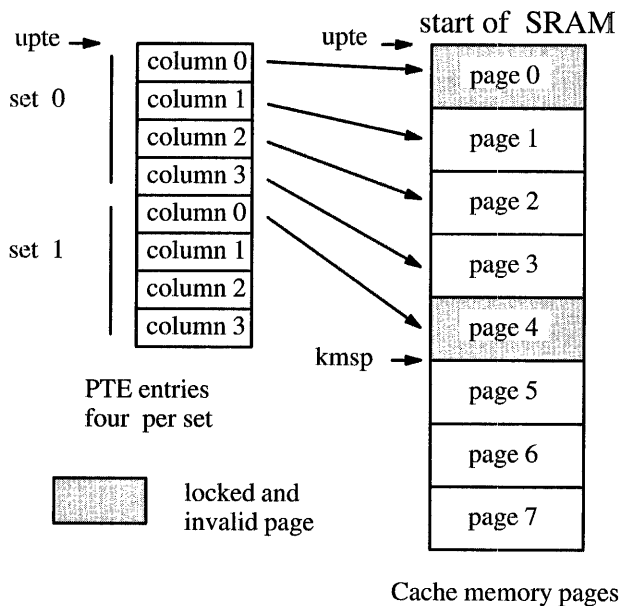 upte
set 0
set 1
column 0
column 1
column 2
column 3
column 0
column 1
column 2
column 3
PTE entries
four per set
locked and
invalid page
upte
start of SRAM
page 0
page 1
page 2
page 3
page 4
kmsp
page 5
page 6
page 7
Cache memory pages